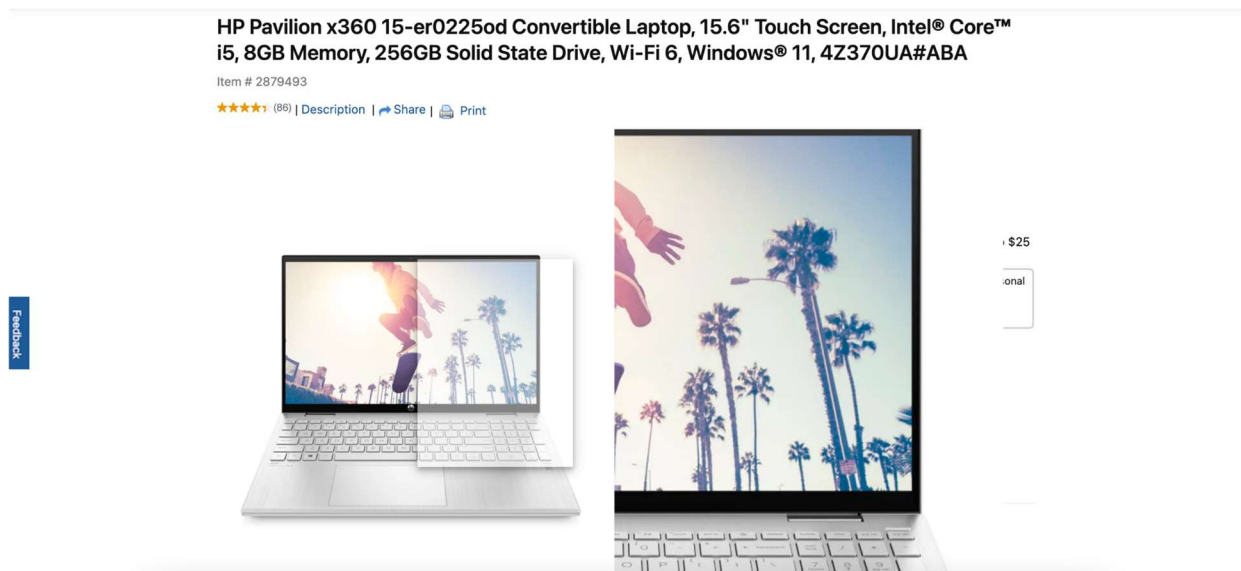 HP Pavilion x360 15-er0225od Convertible Laptop, 15.6" Touch Screen, Intel® Core™
i5, 8GB Memory, 256GB Solid State Drive, Wi-Fi 6, Windows® 11, 4Z370UA#ABA
Item # 2879493
(86) | Description | Share | Print
$25
onal
Feedback